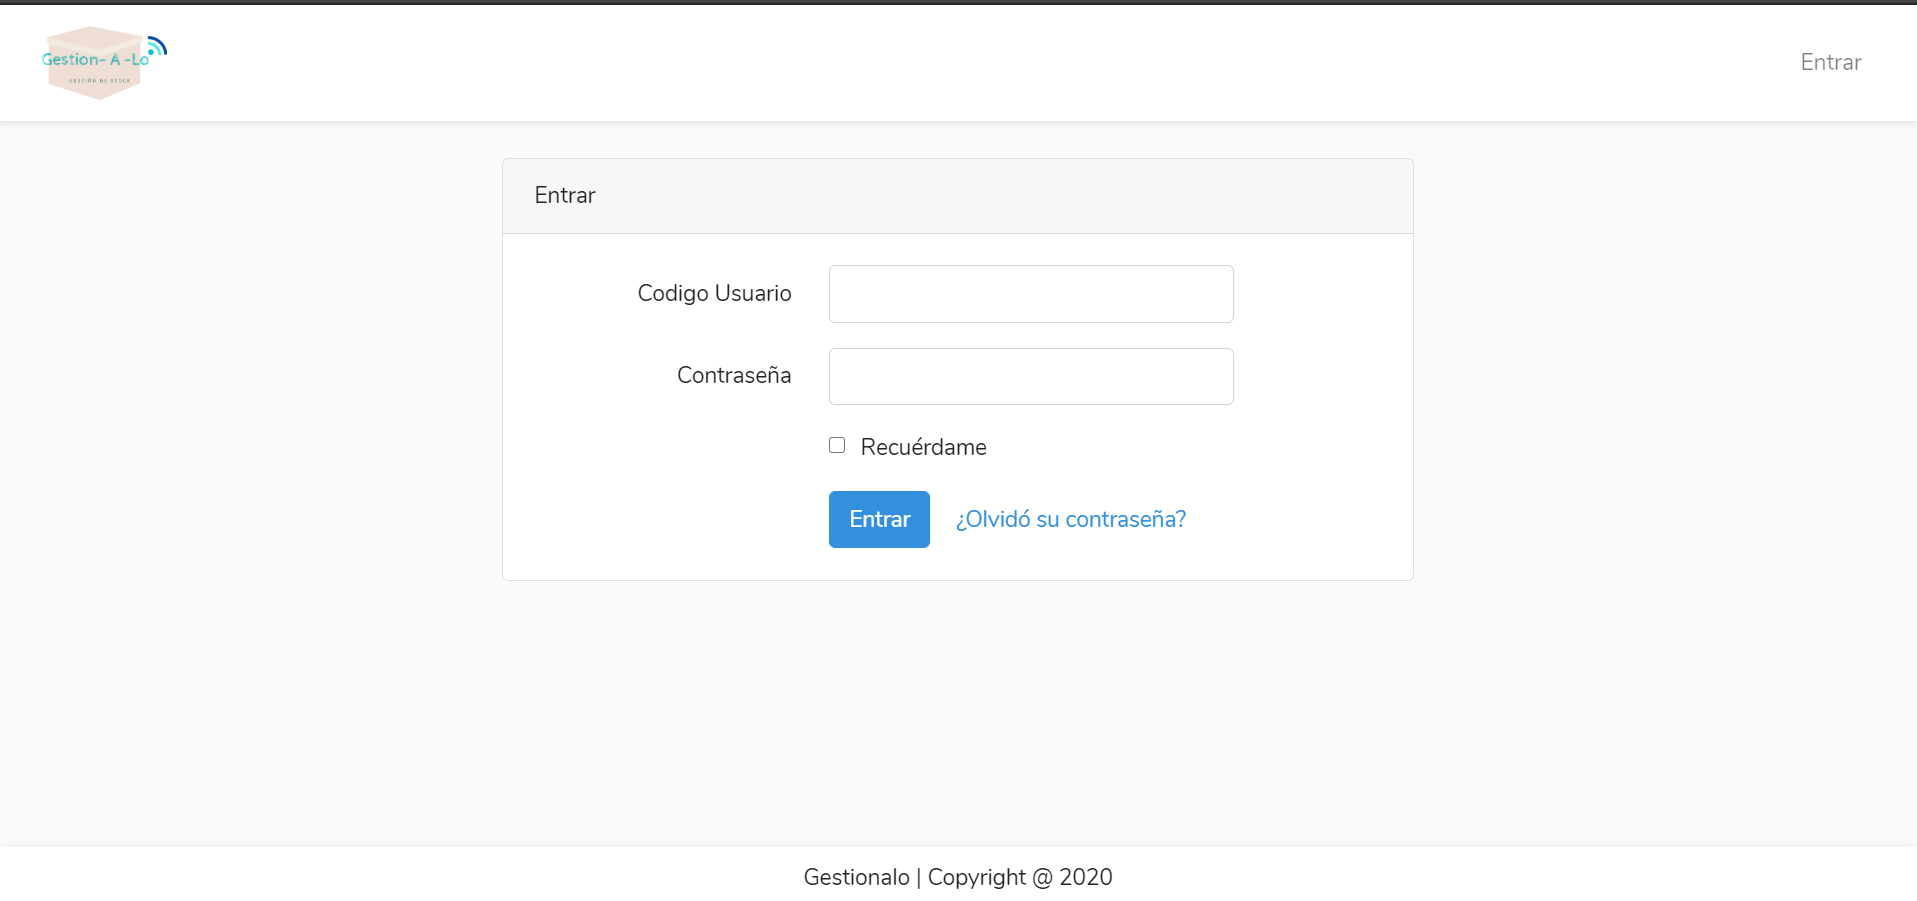 Gestion- A -Lo
GESTIÓN DE STOCK
Entrar
Entrar
Codigo Usuario
Contraseña
Recuérdame
Entrar
¿Olvidó su contraseña?
Gestionalo | Copyright @ 2020